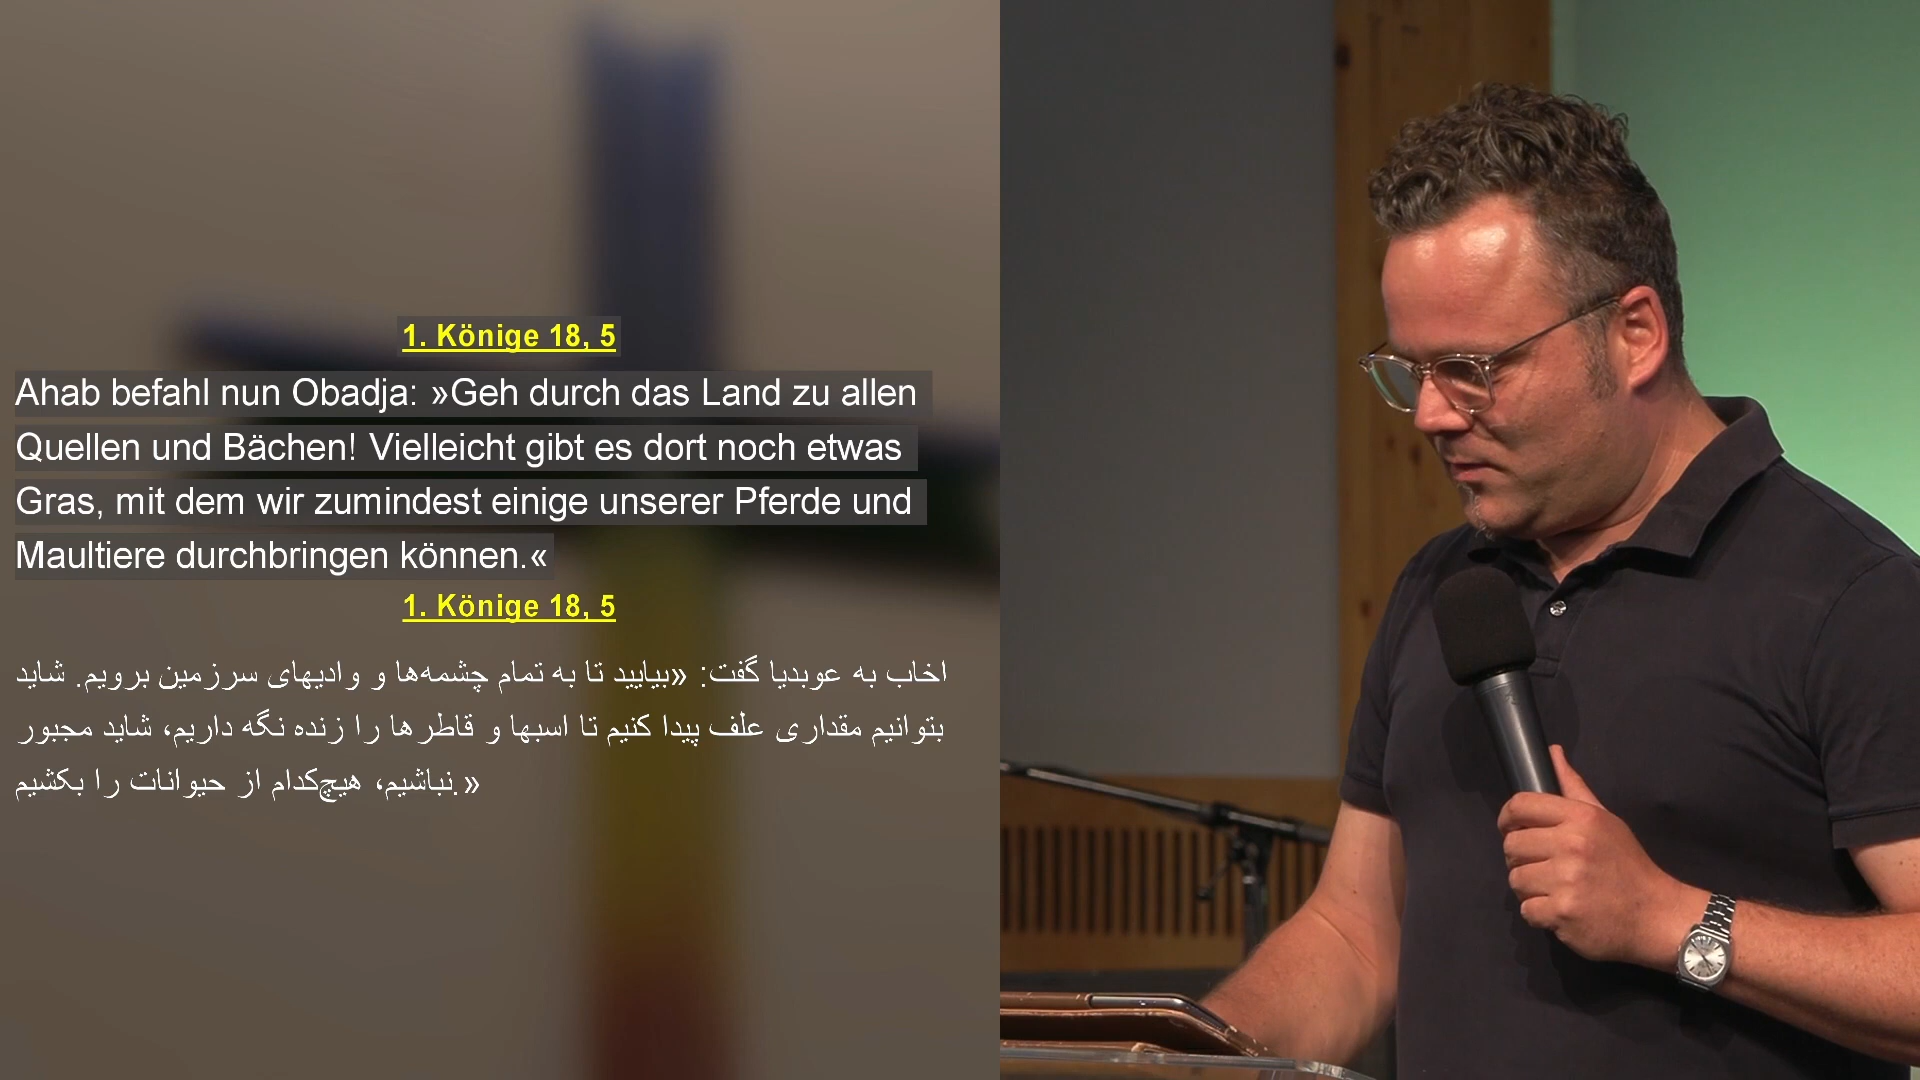 1. Könige 18, 5
Ahab befahl nun Obadja: »Geh durch das Land zu allen
Quellen und Bächen! Vielleicht gibt es dort noch etwas
Gras, mit dem wir zumindest einige unserer Pferde und
Maultiere durchbringen können.«
1. Könige 18, 5
اخاب به عوبدیا گفت: «بیایید تا به تمام چشمه‌ها و وادیهای سرزمین برویم. شاید
بتوانیم مقداری علف پیدا کنیم تا اسبها و قاطرها را زنده نگه داریم، شاید مجبور
نباشیم، هیچ‌کدام از حیوانات را بکشیم.»